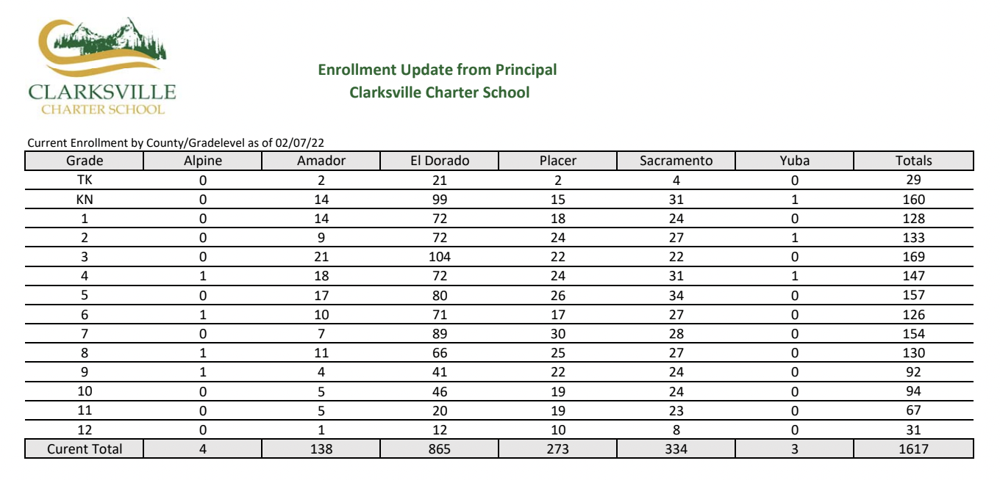 CLARKSVILLE
CHARTER SCHOOL
Enrollment Update from Principal
Clarksville Charter School
Current Enrollment by County/Gradelevel as of 02/07/22
Grade Alpine Amador El Dorado Placer Sacramento Yuba Totals
TK 0 2 21 2 4 0 29
KN 0 14 99 15 31 1 160
1 0 14 72 18 24 0 128
2 0 9 72 24 27 1 133
3 0 21 104 22 22 0 169
4 1 18 72 24 31 1 147
5 0 17 80 26 34 0 157
6 1 10 71 17 27 0 126
7 0 7 89 30 28 0 154
8 1 11 66 25 27 0 130
9 1 4 41 22 24 0 92
10 0 5 46 19 24 0 94
11 0 5 20 19 23 0 67
12 0 1 12 10 8 0 31
Curent Total 4 138 865 273 334 3 1617